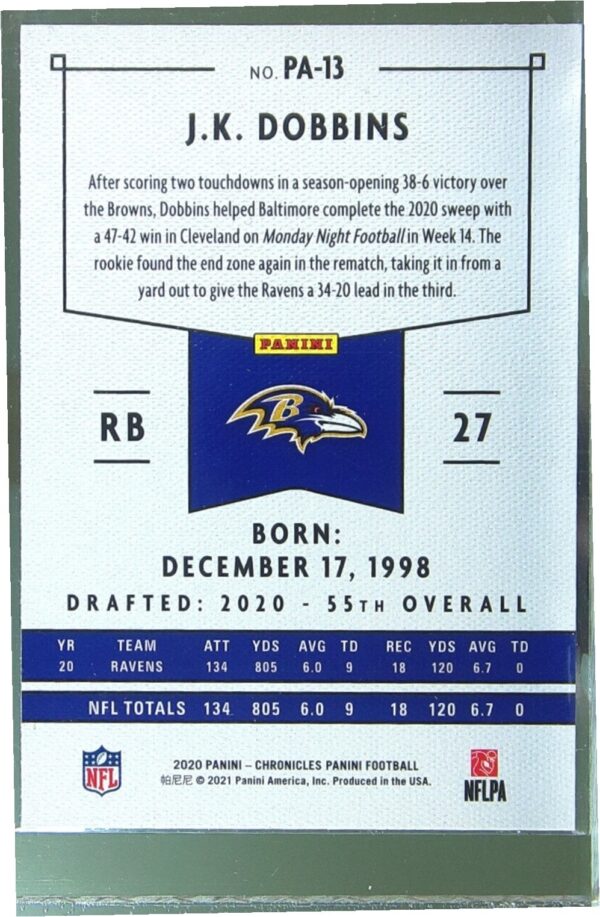 NO. PA-13
J.K. DOBBINS
After scoring two touchdowns in a season-opening 38-6 victory over
the Browns, Dobbins helped Baltimore complete the 2020 sweep with
a 47-42 win in Cleveland on Monday Night Football in Week 14. The
rookie found the end zone again in the rematch, taking it in from a
yard out to give the Ravens a 34-20 lead in the third.
PANINI
B
RB
27
BORN:
DECEMBER 17, 1998
DRAFTED: 2020 - 55TH OVERALL
YR TEAM ATT YDS AVG TD REC YDS AVG TD
20 RAVENS 134 805 6.0 9 18 120 6.7 0
NFL TOTALS 134 805 6.0 9 18 120 6.7 0
NFL
2020 PANINI – CHRONICLES PANINI FOOTBALL
帕尼尼 © 2021 Panini America, Inc. Produced in the USA.
NFLPA